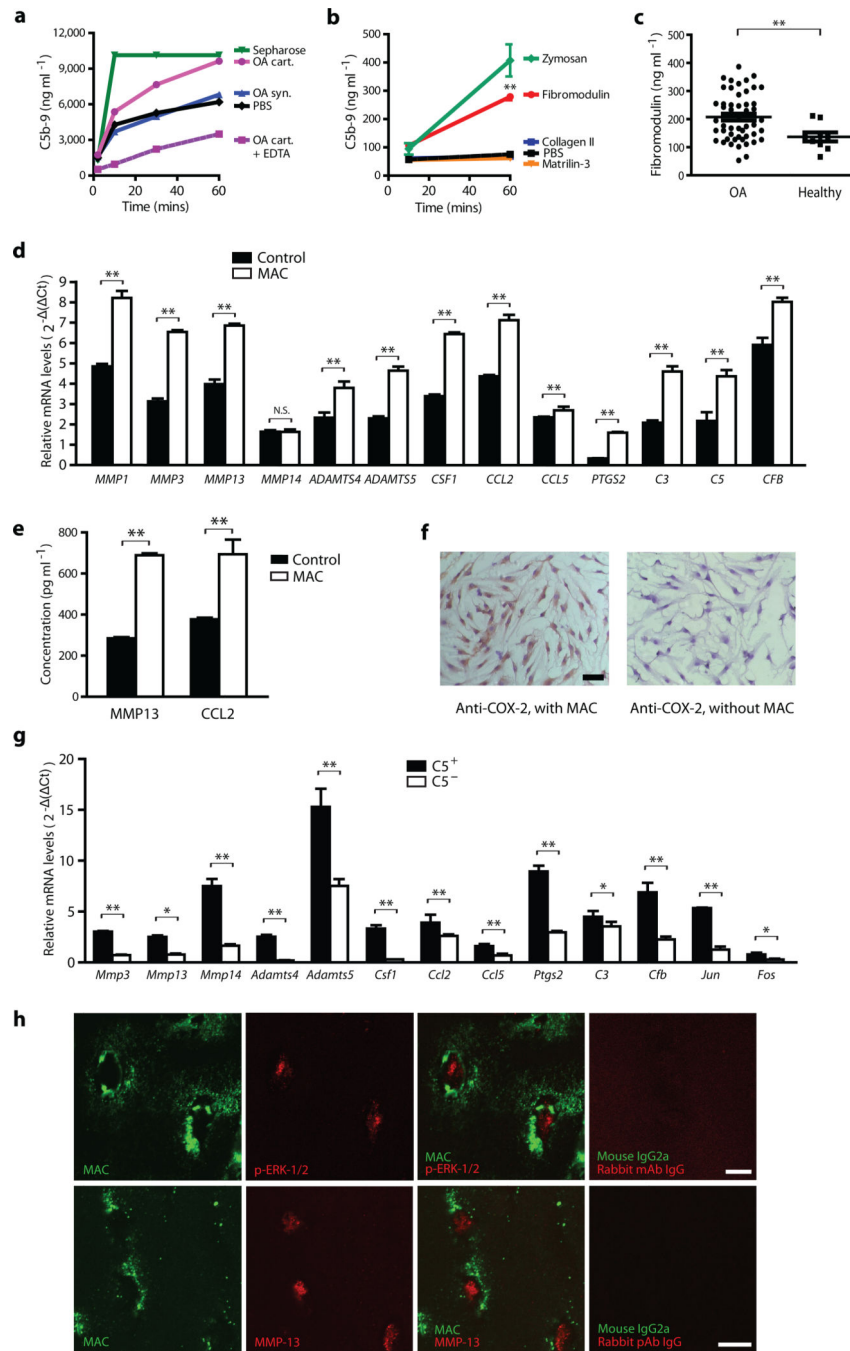 a
C5b-9 (ng ml⁻¹)
12,000
9,000
6,000
3,000
0
0 20 40 60
Time (mins)
Sepharose
OA cart.
OA syn.
PBS
OA cart.
+ EDTA
b
C5b-9 (ng ml⁻¹)
500
400
300
200
100
0
0 20 40 60
Time (mins)
**
Zymosan
Fibromodulin
Collagen II
PBS
Matrilin-3
c
Fibromodulin (ng ml⁻¹)
500
400
300
200
100
0
**
OA Healthy
d
Control
MAC
Relative mRNA levels (2^-Δ(ΔCt))
9
8
7
6
5
4
3
2
1
0
** ** ** N.S. ** ** ** ** ** ** ** ** **
MMP1 MMP3 MMP13 MMP14 ADAMTS4 ADAMTS5 CSF1 CCL2 CCL5 PTGS2 C3 C5 CFB
e
Concentration (pg ml⁻¹)
800
600
400
200
0
** **
MMP13 CCL2
Control
MAC
f
Anti-COX-2, with MAC Anti-COX-2, without MAC
g
Relative mRNA levels (2^-Δ(ΔCt))
20
15
10
5
0
C5⁺
C5⁻
** * ** ** ** ** ** ** ** * ** ** *
Mmp3 Mmp13 Mmp14 Adamts4 Adamts5 Csf1 Ccl2 Ccl5 Ptgs2 C3 Cfb Jun Fos
h
MAC
p-ERK-1/2
MAC
p-ERK-1/2
Mouse IgG2a
Rabbit mAb IgG
MAC
MMP-13
MAC
MMP-13
Mouse IgG2a
Rabbit pAb IgG